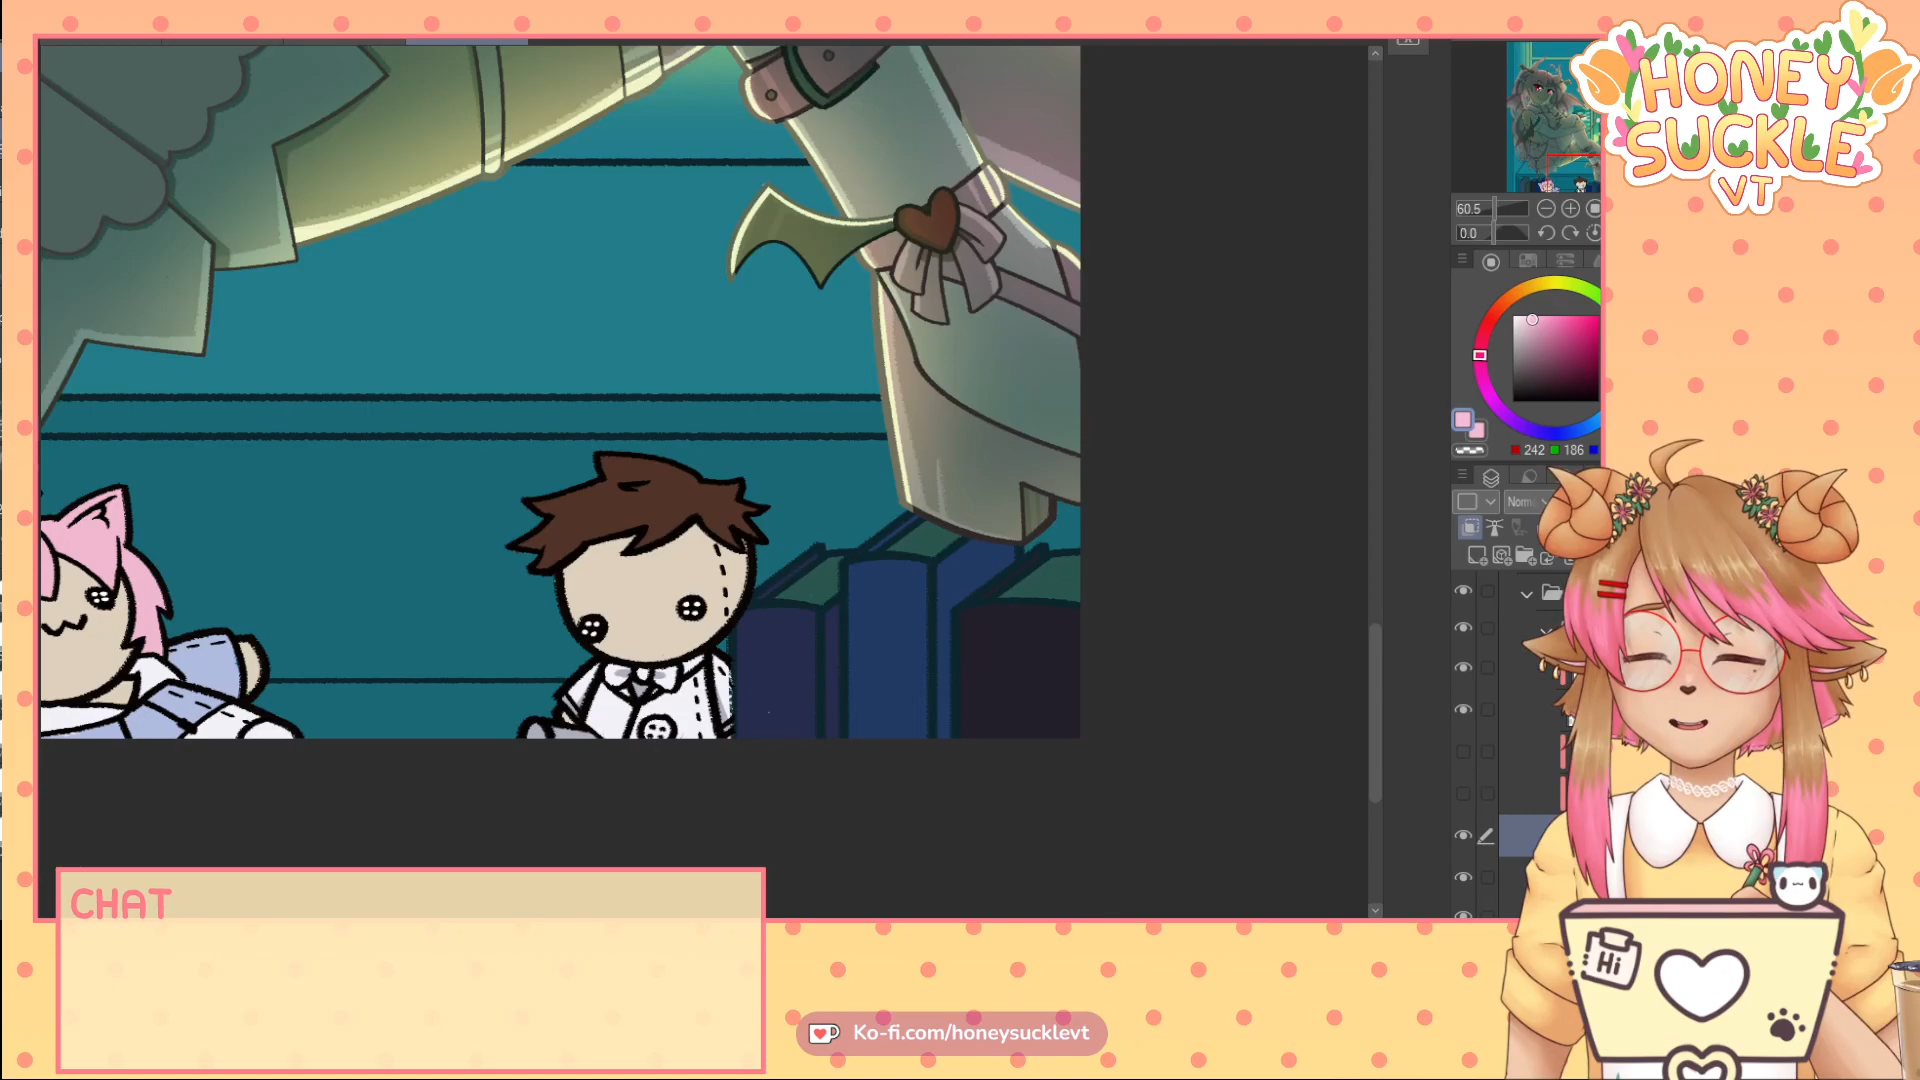 HONEY
SUCKLE
VT
60.5
0.0
242
186
Norm
CHAT
Hi
Ko-fi.com/honeysucklevt